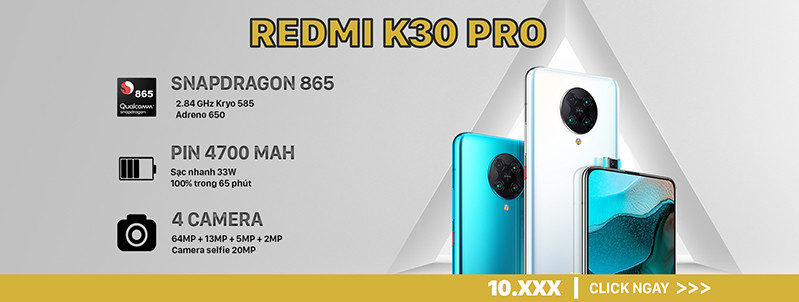 REDMI K30 PRO
865
Qualcomm
snapdragon
SNAPDRAGON 865
2.84 GHz Kryo 585
Adreno 650
PIN 4700 MAH
Sạc nhanh 33W
100% trong 65 phút
4 CAMERA
64MP + 13MP + 5MP + 2MP
Camera selfie 20MP
10.XXX | CLICK NGAY >>>